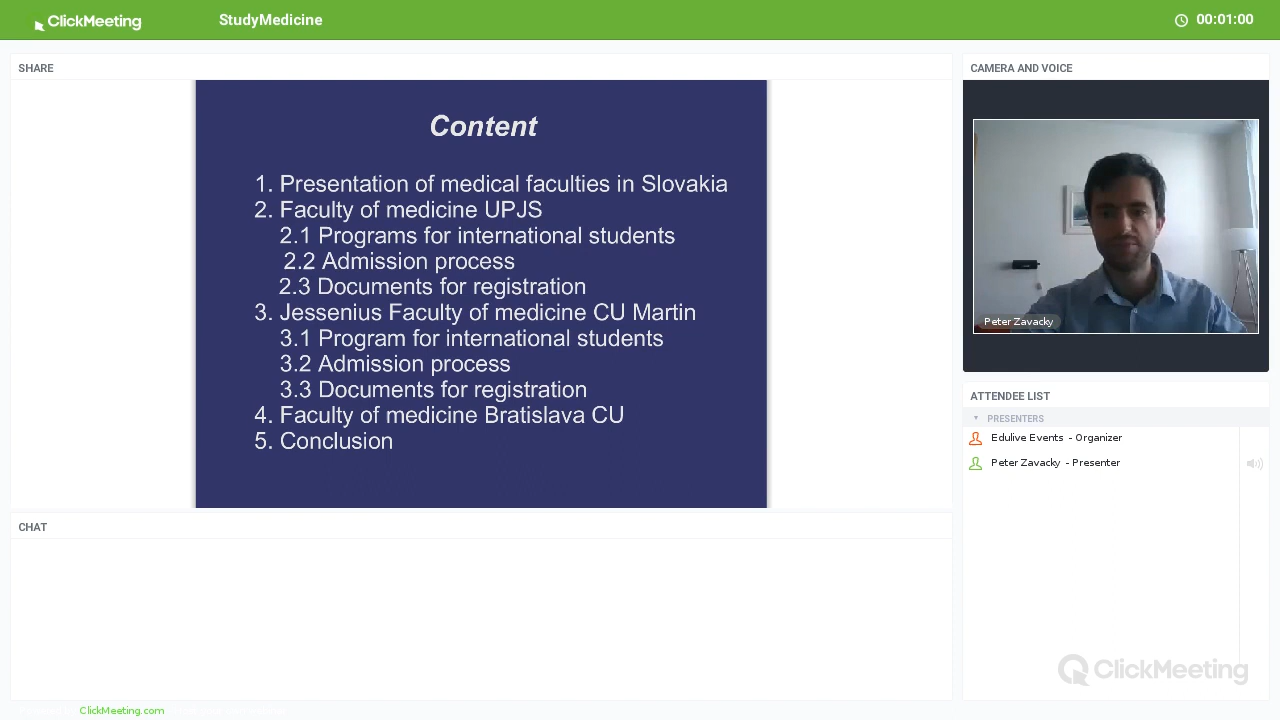 ClickMeeting
StudyMedicine
00:01:00
SHARE
Content
1. Presentation of medical faculties in Slovakia
2. Faculty of medicine UPJS
2.1 Programs for international students
2.2 Admission process
2.3 Documents for registration
3. Jessenius Faculty of medicine CU Martin
3.1 Program for international students
3.2 Admission process
3.3 Documents for registration
4. Faculty of medicine Bratislava CU
5. Conclusion
CAMERA AND VOICE
Peter Zavacky
ATTENDEE LIST
PRESENTERS
Edulive Events - Organizer
Peter Zavacky - Presenter
CHAT
ClickMeeting
ClickMeeting.com